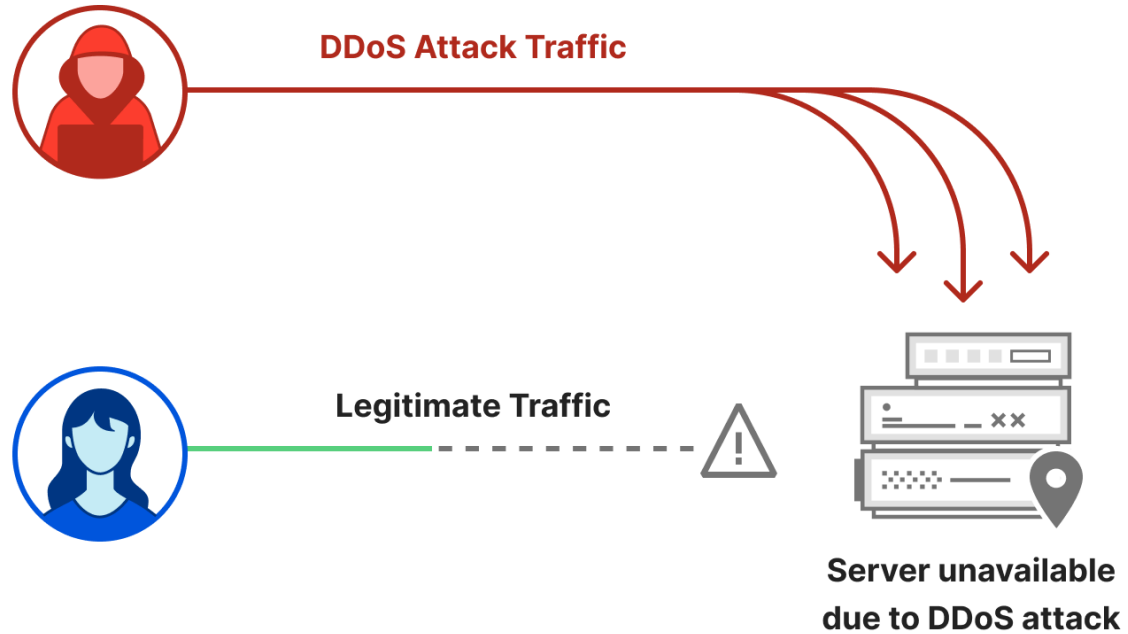 DDoS Attack Traffic
Legitimate Traffic
Server unavailable
due to DDoS attack